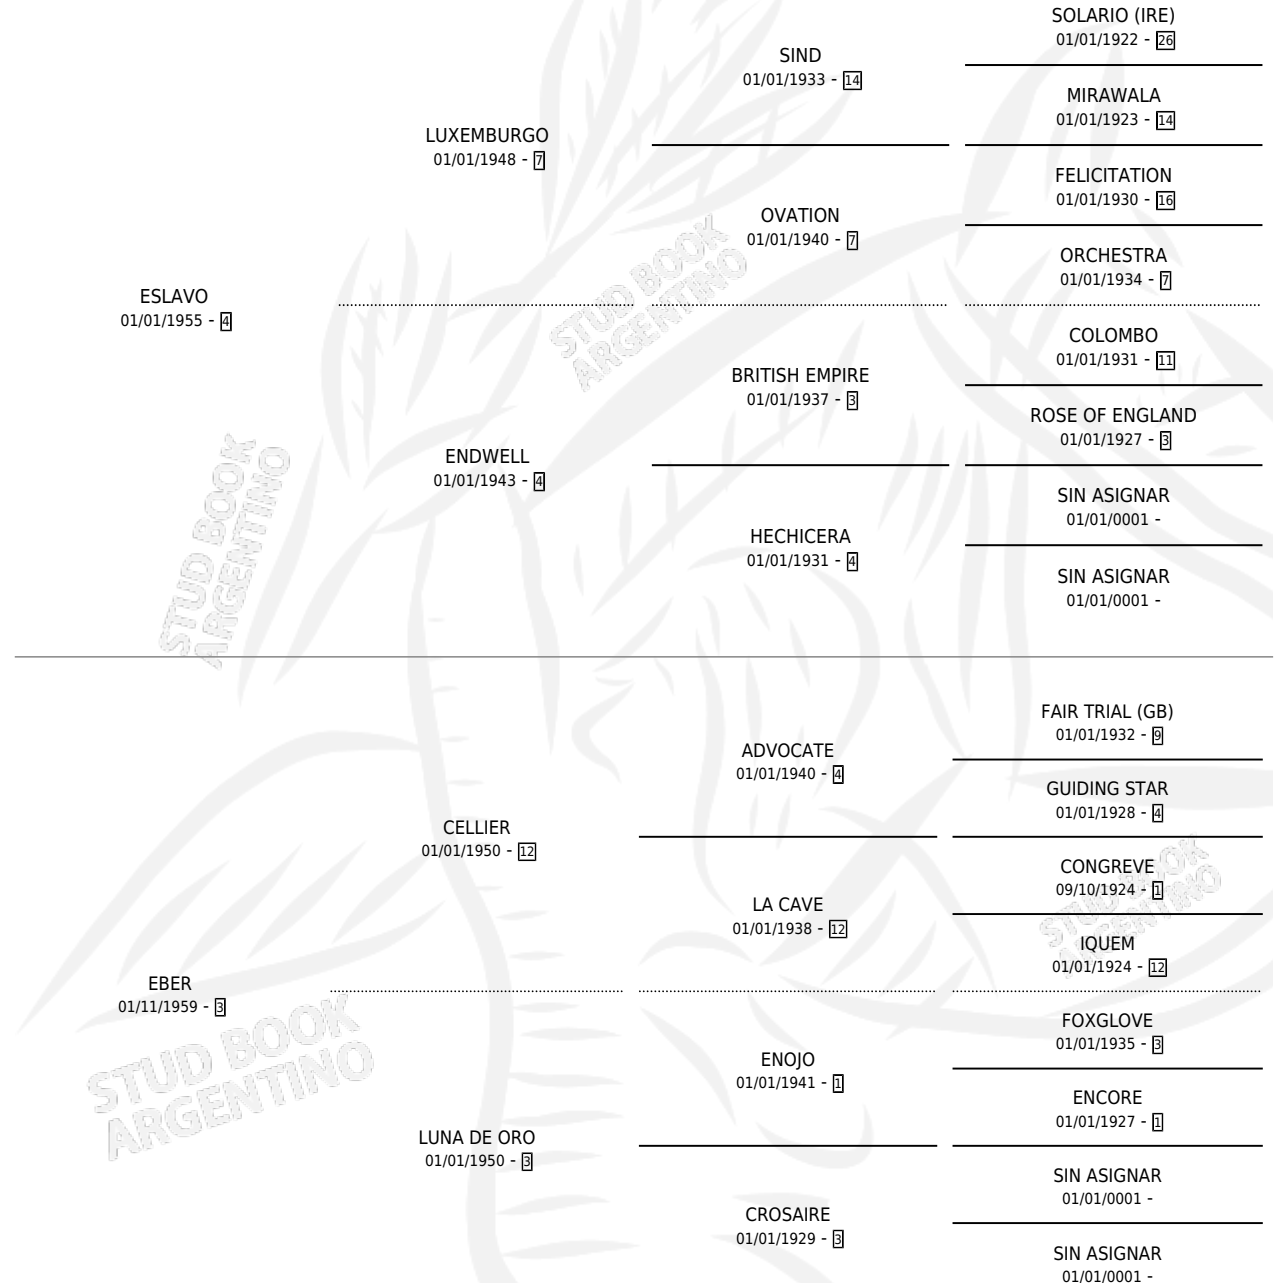 SOLARIO (IRE)
01/01/1922 - 26
SIND
01/01/1933 - 14
MIRAWALA
01/01/1923 - 14
LUXEMBURGO
01/01/1948 - 7
FELICITATION
01/01/1930 - 16
OVATION
01/01/1940 - 7
ORCHESTRA
01/01/1934 - 7
ESLAVO
01/01/1955 - 4
COLOMBO
01/01/1931 - 11
BRITISH EMPIRE
01/01/1937 - 3
ROSE OF ENGLAND
01/01/1927 - 3
ENDWELL
01/01/1943 - 4
SIN ASIGNAR
01/01/0001 -
HECHICERA
01/01/1931 - 4
SIN ASIGNAR
01/01/0001 -
FAIR TRIAL (GB)
01/01/1932 - 9
ADVOCATE
01/01/1940 - 4
GUIDING STAR
01/01/1928 - 4
CELLIER
01/01/1950 - 12
CONGREVE
09/10/1924 - 1
LA CAVE
01/01/1938 - 12
IQUEM
01/01/1924 - 12
EBER
01/11/1959 - 3
FOXGLOVE
01/01/1935 - 3
ENOJO
01/01/1941 - 1
ENCORE
01/01/1927 - 1
LUNA DE ORO
01/01/1950 - 3
SIN ASIGNAR
01/01/0001 -
CROSAIRE
01/01/1929 - 3
SIN ASIGNAR
01/01/0001 -
STUD BOOK
ARGENTINO
STUD BOOK
ARGENTINO
STUD BOOK
ARGENTINO
STUD BOOK
ARGENTINO